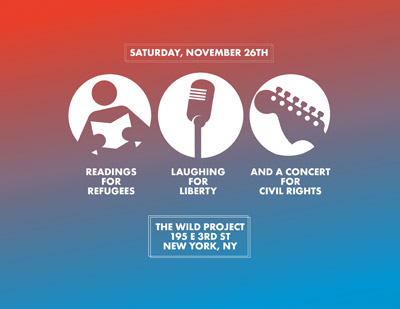 SATURDAY, NOVEMBER 26TH
READINGS
FOR
REFUGEES
LAUGHING
FOR
LIBERTY
AND A CONCERT
FOR
CIVIL RIGHTS
THE WILD PROJECT
195 E 3RD ST
NEW YORK, NY